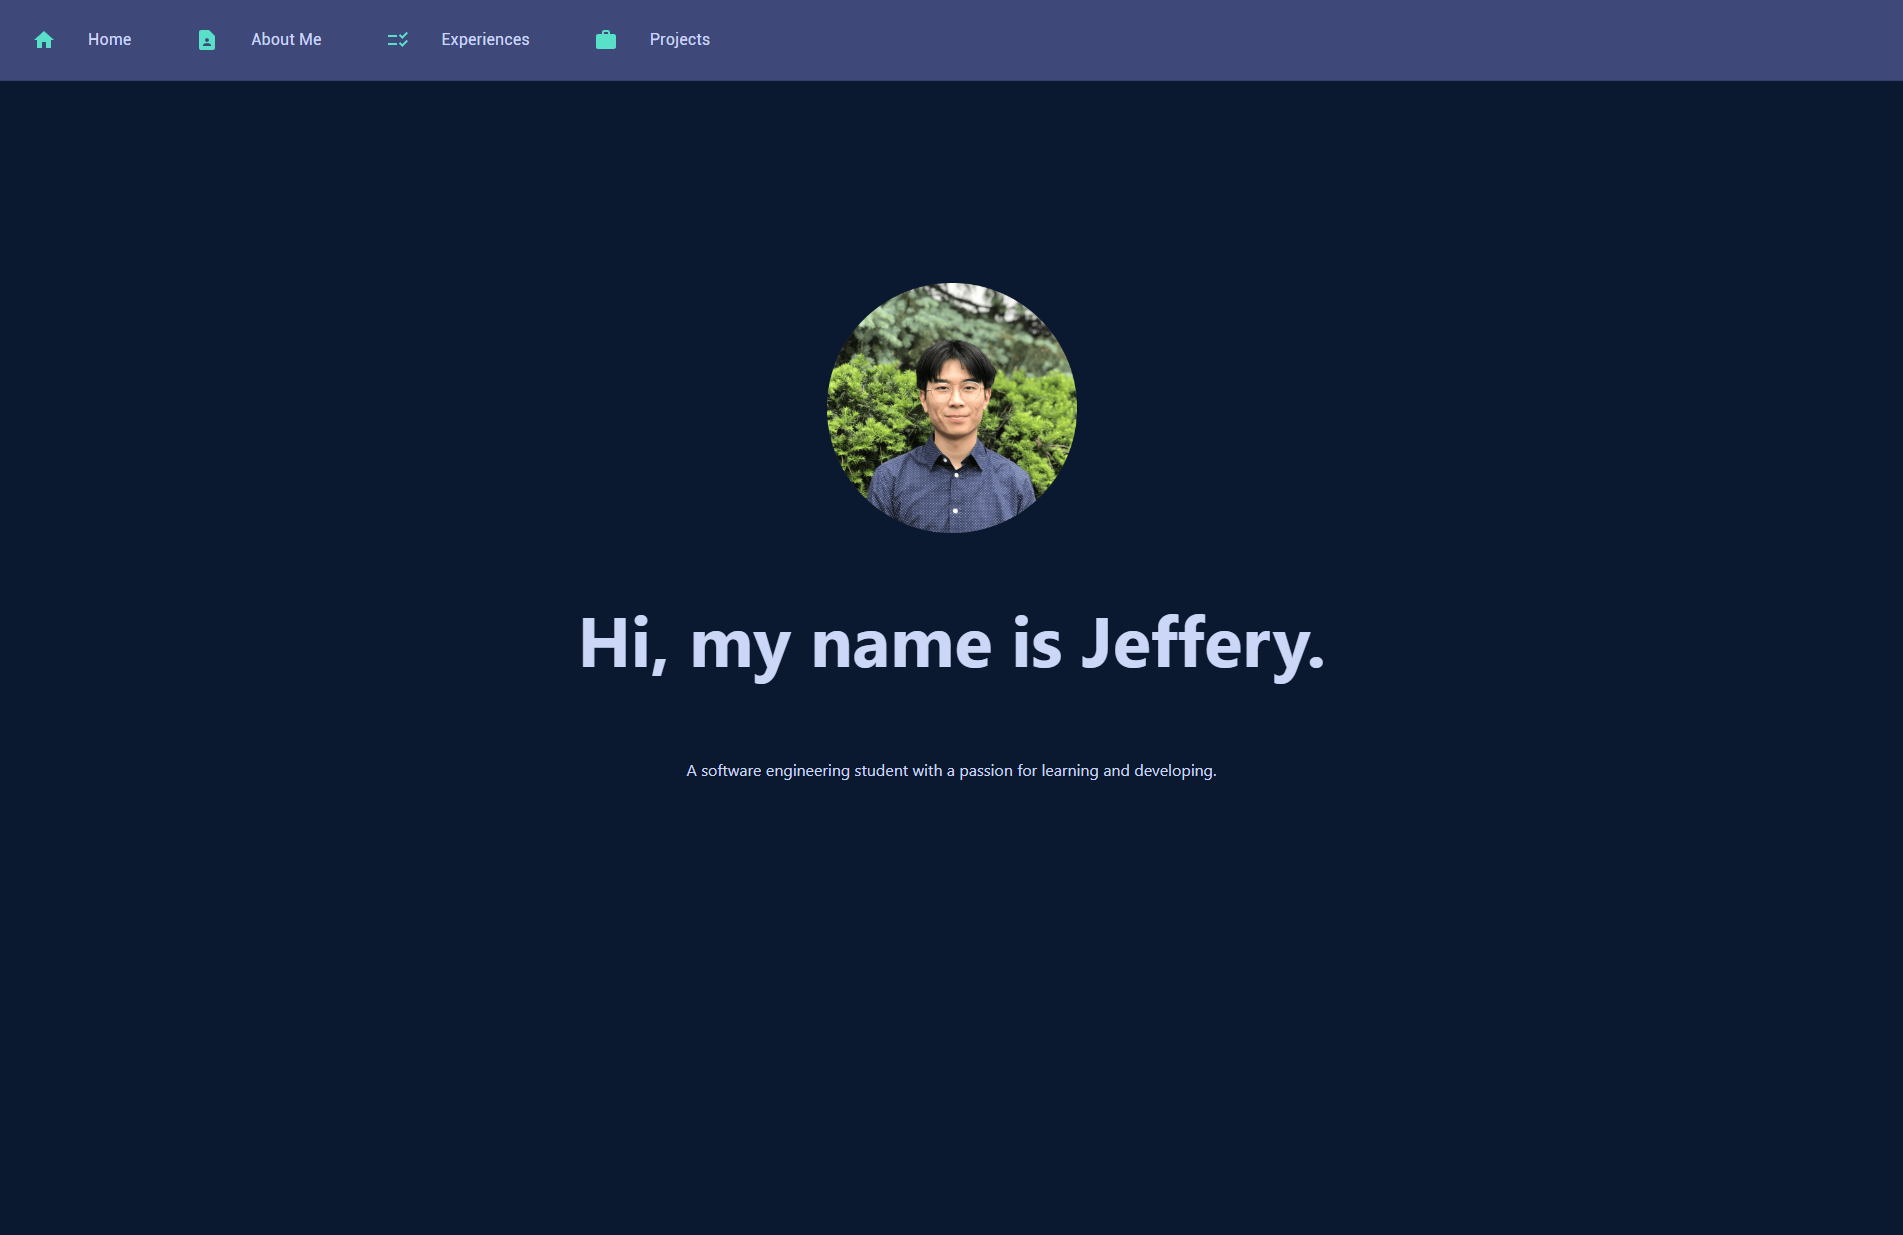 Home About Me Experiences Projects
Hi, my name is Jeffery.
A software engineering student with a passion for learning and developing.